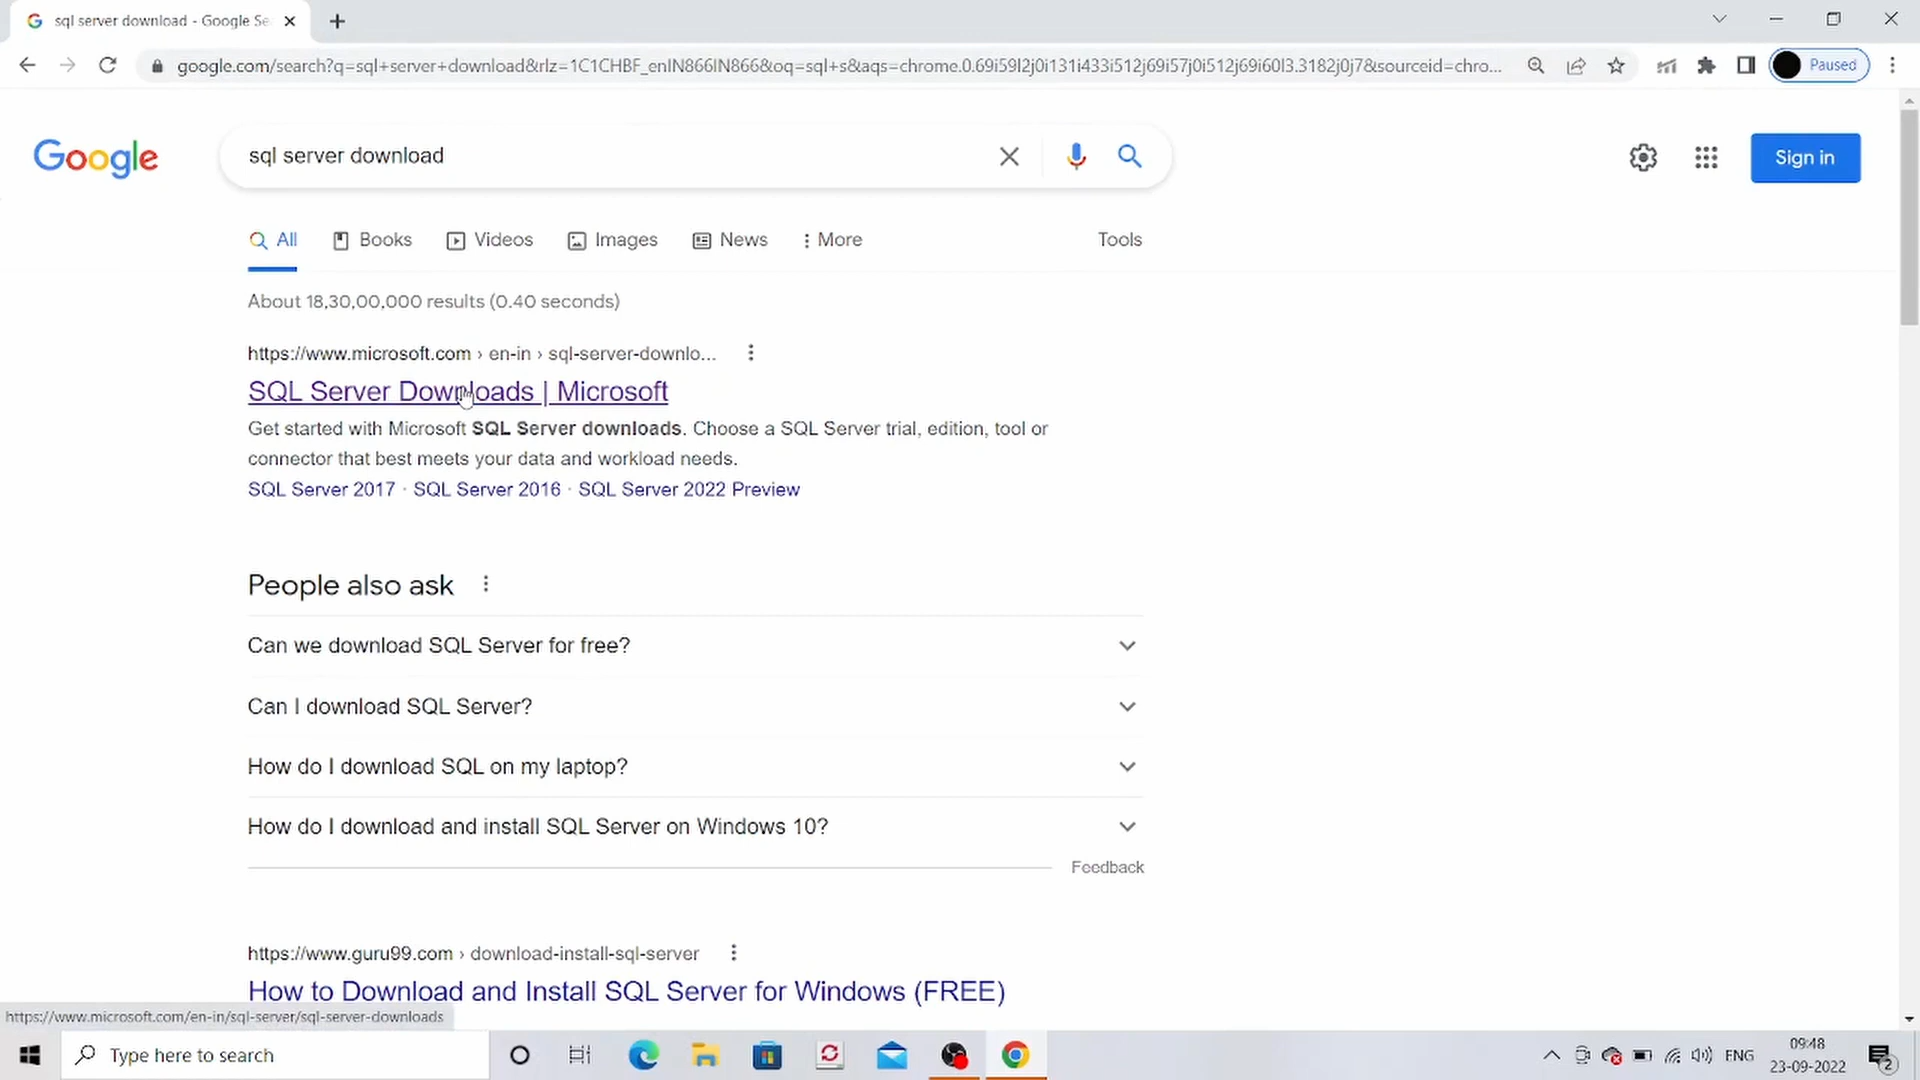 sql server download - Google Se
google.com/search?q=sql+server+download&rlz=1C1CHBF_enIN866IN866&oq=sql+s&aqs=chrome.0.69i59l2j0i131i433i512j69i57j0i512j69i60l3.3182j0j7&sourceid=chro...
Paused
Google
sql server download
Sign in
All
Books
Videos
Images
News
More
Tools
About 18,30,00,000 results (0.40 seconds)
https://www.microsoft.com › en-in › sql-server-downlo...
SQL Server Downloads | Microsoft
Get started with Microsoft SQL Server downloads. Choose a SQL Server trial, edition, tool or
connector that best meets your data and workload needs.
SQL Server 2017 · SQL Server 2016 · SQL Server 2022 Preview
People also ask
Can we download SQL Server for free?
Can I download SQL Server?
How do I download SQL on my laptop?
How do I download and install SQL Server on Windows 10?
Feedback
https://www.guru99.com › download-install-sql-server
How to Download and Install SQL Server for Windows (FREE)
https://www.microsoft.com/en-in/sql-server/sql-server-downloads
Type here to search
ENG
09:48
23-09-2022
2